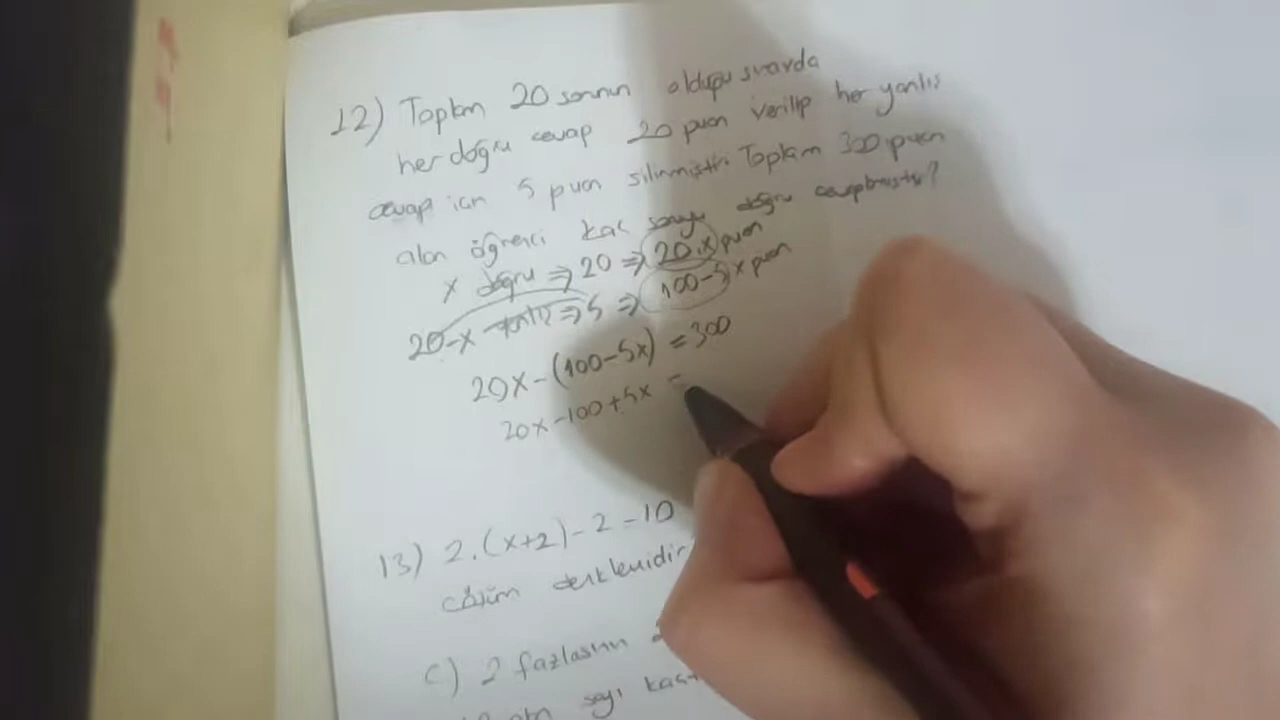 12) Toplam 20 sorunun olduğu sınavda
her doğru cevap 20 puan verilip her yanlış
cevap için 5 puan silinmiştir. Toplam 300 puan
alan öğrenci kaç soruyu doğru cevaplamıştır?
x doğru ⇒ 20 ⇒ 20.x puan
20-x yanlış ⇒ 5 ⇒ 100-5x puan
20x-(100-5x) = 300
20x-100+5x =
13) 2.(x+2)-2-10
çözüm denklemidir
C) 2 fazlasının
sayı kaç